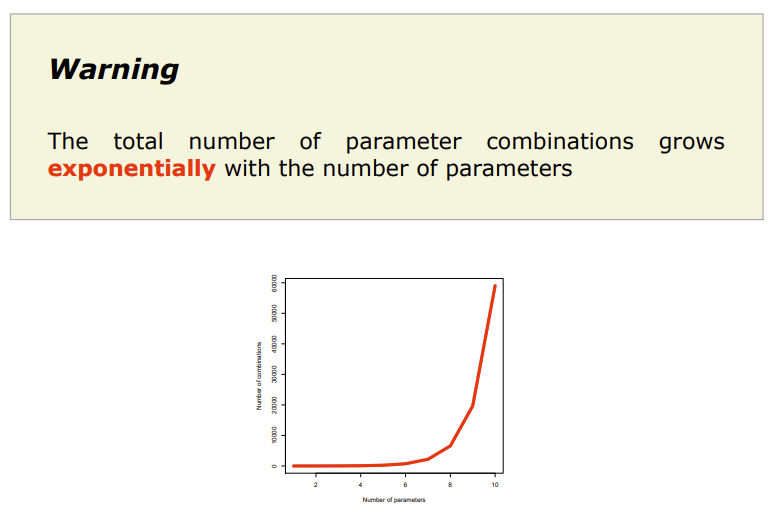 Warning
The total number of parameter combinations grows
exponentially with the number of parameters
60000
50000
40000
30000
20000
10000
0
Number of combinations
2 4 6 8 10
Number of parameters